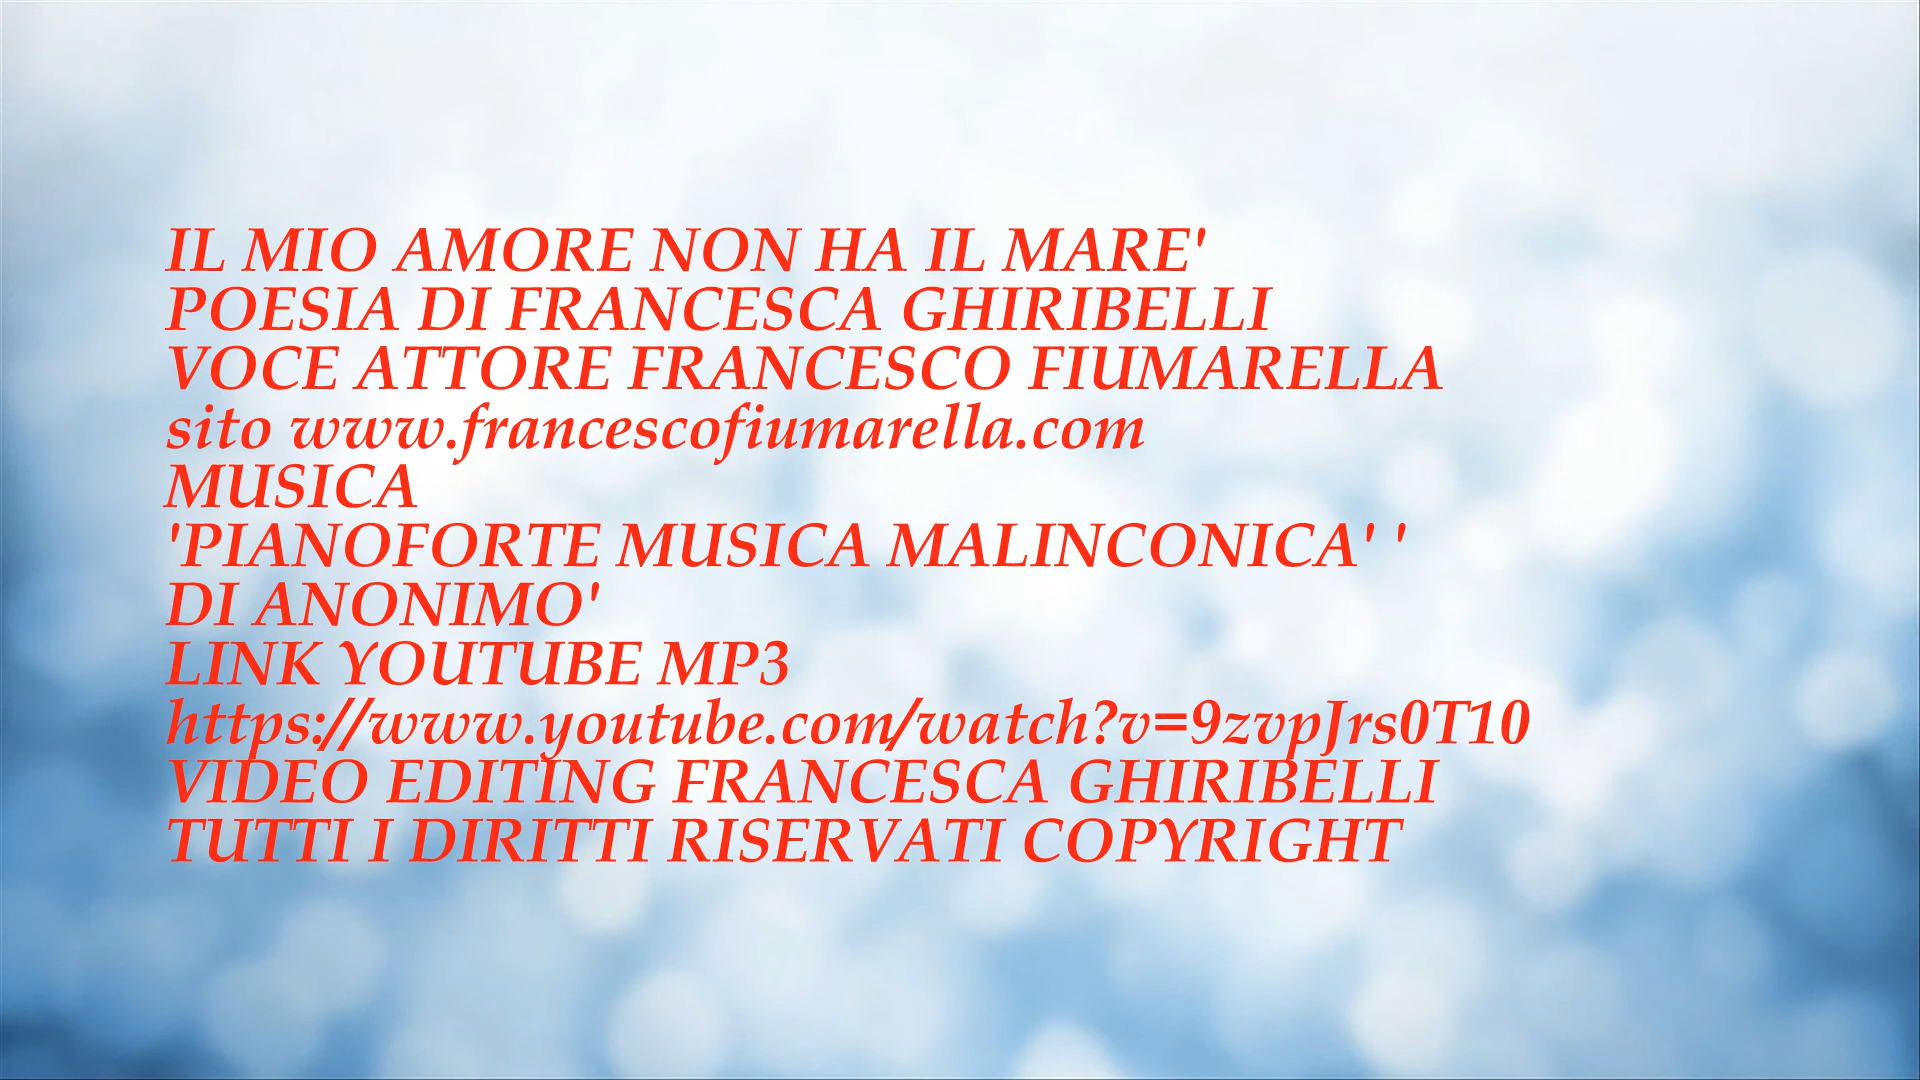 IL MIO AMORE NON HA IL MARE'
POESIA DI FRANCESCA GHIRIBELLI
VOCE ATTORE FRANCESCO FIUMARELLA
sito www.francescofiumarella.com
MUSICA
'PIANOFORTE MUSICA MALINCONICA' '
DI ANONIMO'
LINK YOUTUBE MP3
https://www.youtube.com/watch?v=9zvpJrs0T10
VIDEO EDITING FRANCESCA GHIRIBELLI
TUTTI I DIRITTI RISERVATI COPYRIGHT